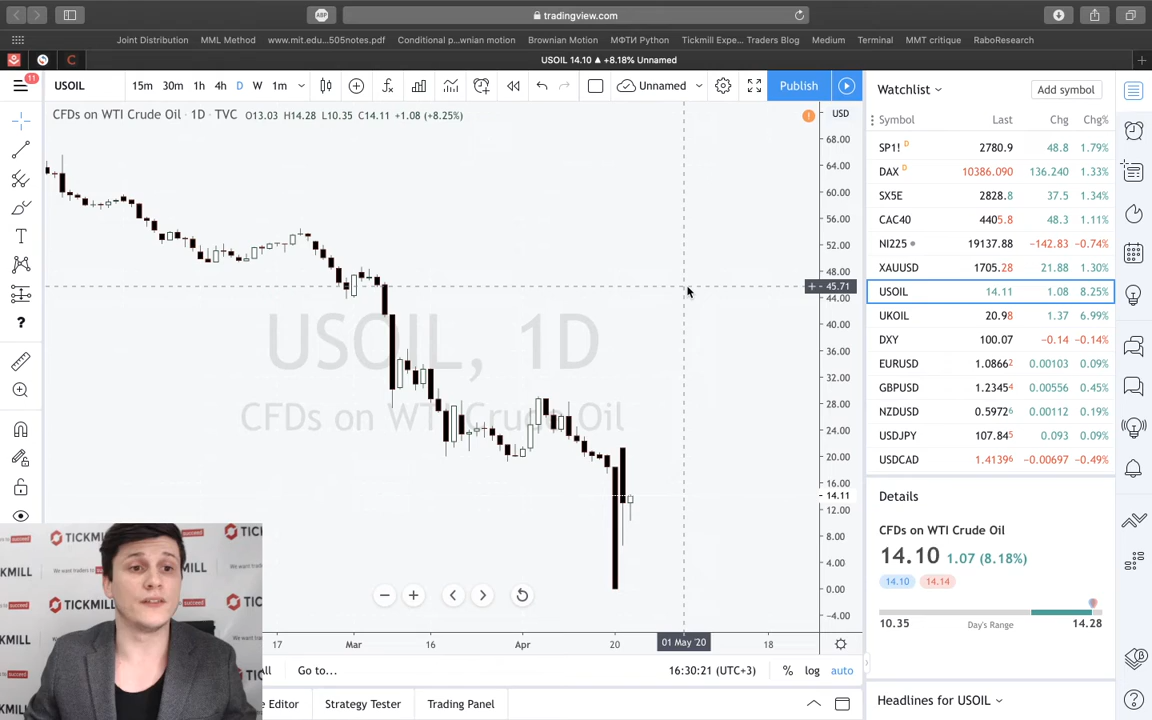 ABP
tradingview.com
Joint Distribution
MML Method
www.mit.edu...505notes.pdf
Conditional p...wnian motion
Brownian Motion
МФТИ Python
Tickmill Expe... Traders Blog
Medium
Terminal
MMT critique
RaboResearch
USOIL 14.10 ▲ +8.18% Unnamed
11
USOIL
15m 30m 1h 4h D W 1m
Unnamed
Publish
CFDs on WTI Crude Oil · 1D · TVC O13.03 H14.28 L10.35 C14.11 +1.08 (+8.25%)
USD
68.00
64.00
60.00
56.00
52.00
48.00
45.71
44.00
40.00
36.00
32.00
28.00
24.00
20.00
16.00
14.11
12.00
8.00
4.00
0.00
−4.00
USOIL, 1D
CFDs on WTI Crude Oil
17 Mar 16 Apr 20 01 May '20 18
Go to...
16:30:21 (UTC+3)
% log auto
e Editor
Strategy Tester
Trading Panel
Watchlist
Add symbol
Symbol Last Chg Chg%
SP1! D 2780.9 48.8 1.79%
DAX D 10386.090 136.240 1.33%
SX5E 2828.8 37.5 1.34%
CAC40 4405.8 48.3 1.11%
NI225 19137.88 −142.83 −0.74%
XAUUSD 1705.28 21.88 1.30%
USOIL 14.11 1.08 8.25%
UKOIL 20.98 1.37 6.99%
DXY 100.07 −0.14 −0.14%
EURUSD 1.08662 0.00103 0.09%
GBPUSD 1.23454 0.00556 0.45%
NZDUSD 0.59726 0.00112 0.19%
USDJPY 107.845 0.093 0.09%
USDCAD 1.41396 −0.00697 −0.49%
Details
CFDs on WTI Crude Oil
14.10 1.07 (8.18%)
14.10 14.14
10.35 Day's Range 14.28
Headlines for USOIL
TICKMILL
We want traders to succeed
TICKMILL